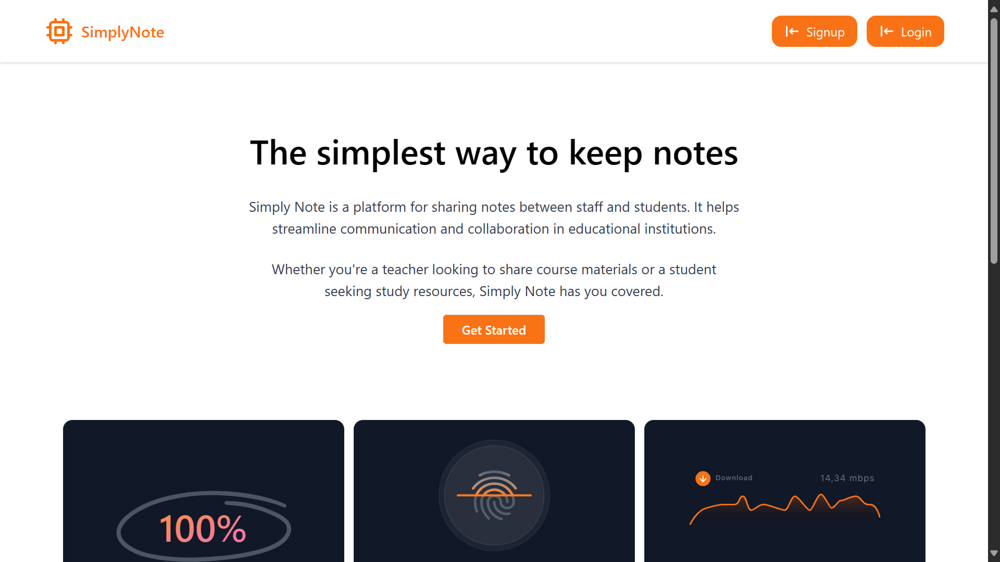 SimplyNote
Signup
Login
The simplest way to keep notes
Simply Note is a platform for sharing notes between staff and students. It helps
streamline communication and collaboration in educational institutions.
Whether you're a teacher looking to share course materials or a student
seeking study resources, Simply Note has you covered.
Get Started
100%
Download
14,34 mbps